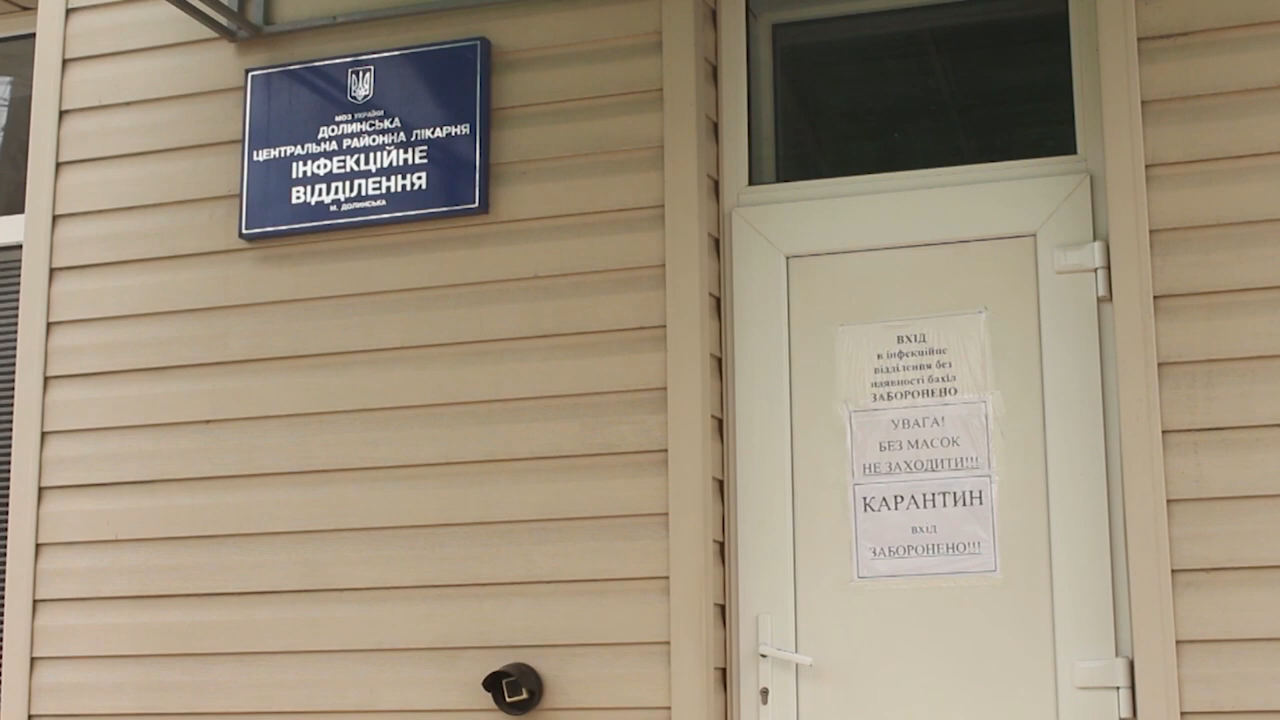 МОЗ УКРАЇНИ
ДОЛИНСЬКА
ЦЕНТРАЛЬНА РАЙОННА ЛІКАРНЯ
ІНФЕКЦІЙНЕ
ВІДДІЛЕННЯ
М. ДОЛИНСЬКА
ВХІД
в інфекційне
відділення без
наявності бахіл
ЗАБОРОНЕНО
УВАГА!
БЕЗ МАСОК
НЕ ЗАХОДИТИ!!!
КАРАНТИН
вхід
ЗАБОРОНЕНО!!!